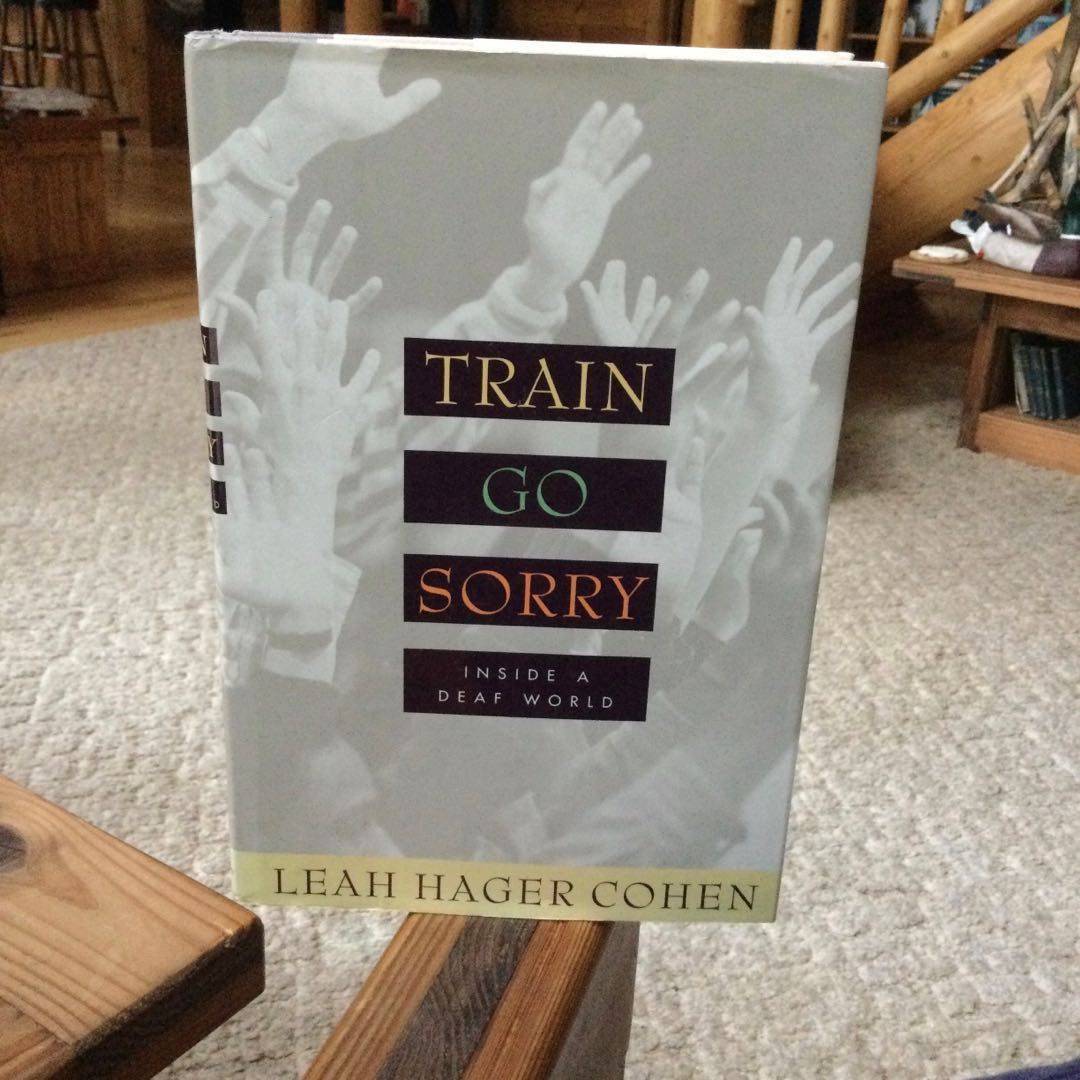 TRAIN
GO
SORRY
INSIDE A
DEAF WORLD
LEAH HAGER COHEN